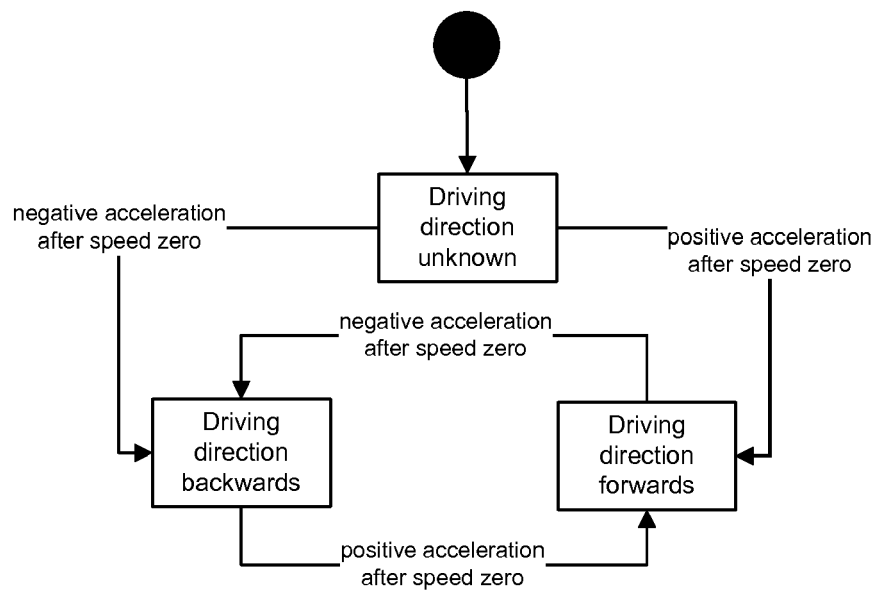 Driving
direction
unknown
negative acceleration
after speed zero
positive acceleration
after speed zero
negative acceleration
after speed zero
Driving
direction
backwards
Driving
direction
forwards
positive acceleration
after speed zero